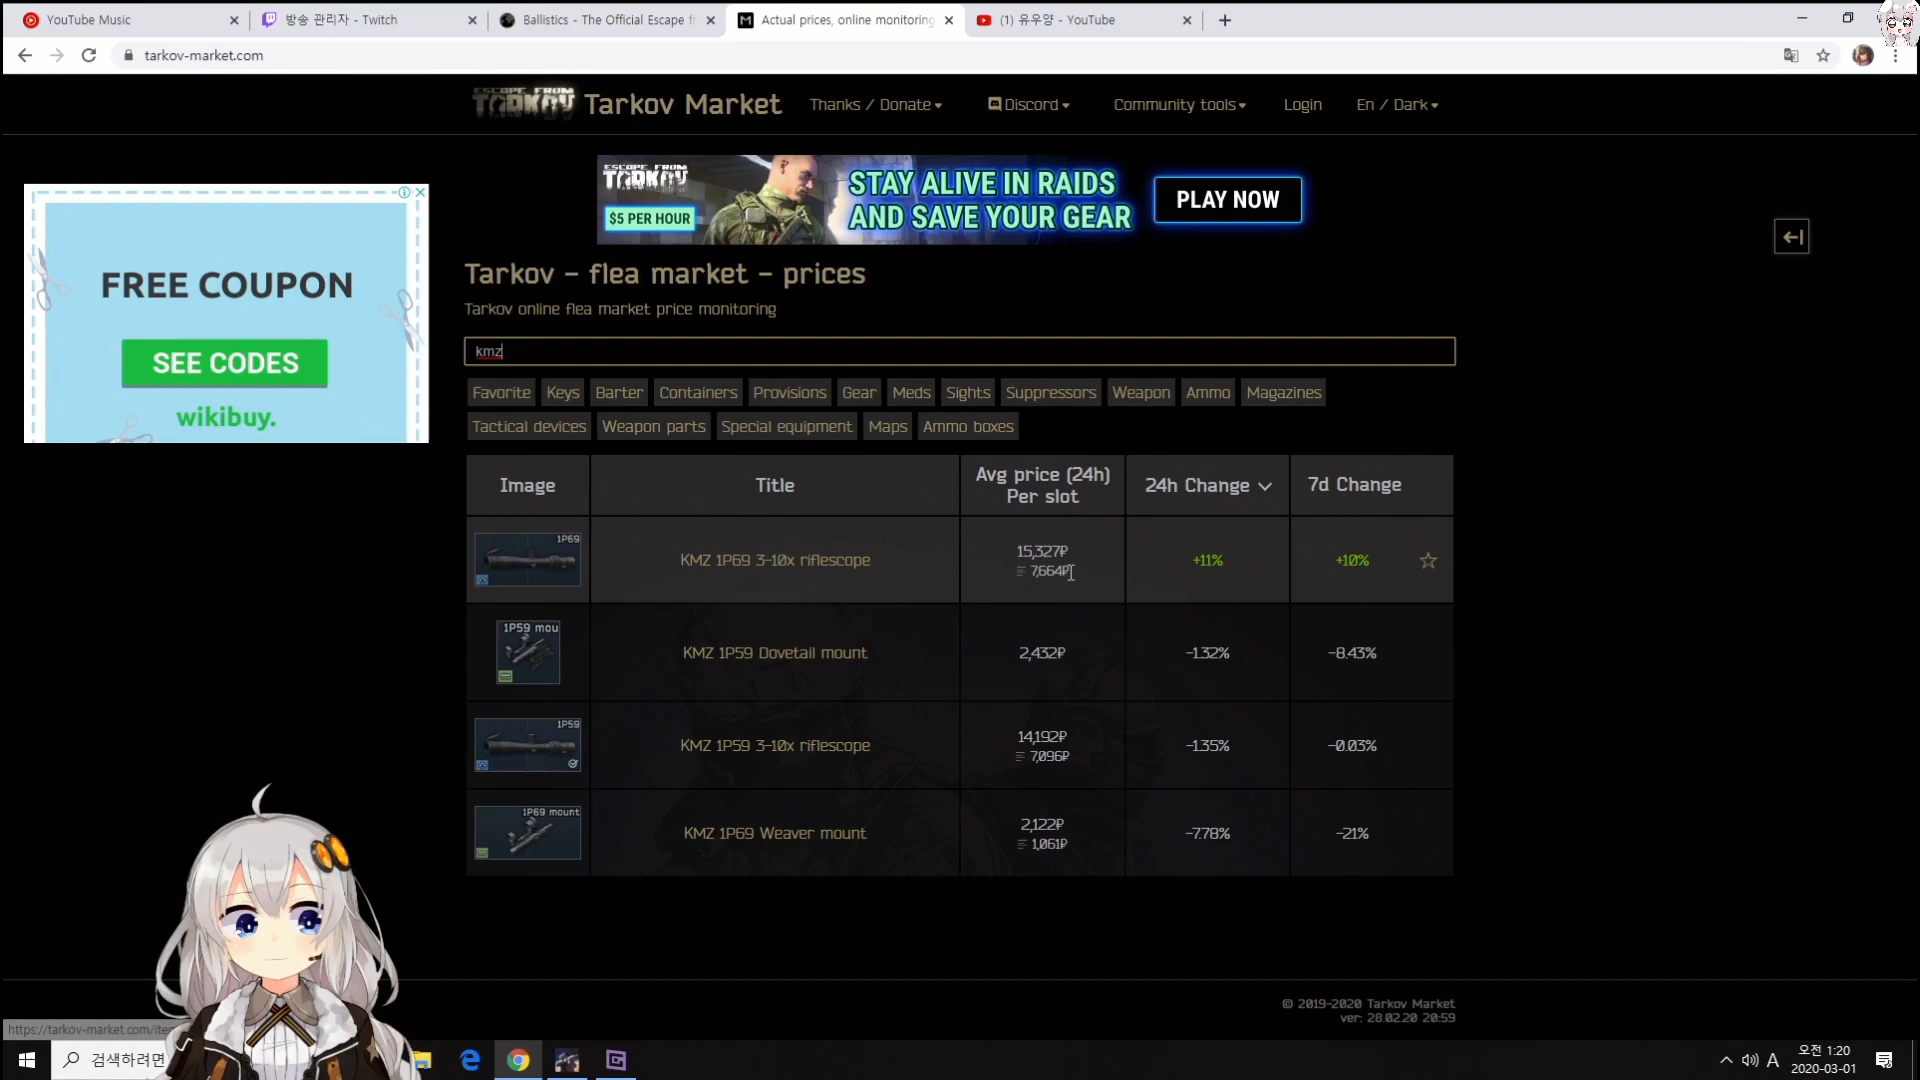 YouTube Music
방송 관리자 - Twitch
Ballistics - The Official Escape fr
Actual prices, online monitoring
(1) 유우양 - YouTube
tarkov-market.com
ESCAPE FROM TARKOV
Tarkov Market
Thanks / Donate
Discord
Community tools
Login
En / Dark
ESCAPE FROM TARKOV
$5 PER HOUR
STAY ALIVE IN RAIDS
AND SAVE YOUR GEAR
PLAY NOW
FREE COUPON
SEE CODES
wikibuy.
Tarkov - flea market - prices
Tarkov online flea market price monitoring
kmz
Favorite Keys Barter Containers Provisions Gear Meds Sights Suppressors Weapon Ammo Magazines
Tactical devices Weapon parts Special equipment Maps Ammo boxes
Image Title Avg price (24h) Per slot 24h Change 7d Change
1P69 KMZ 1P69 3-10x riflescope 15,327₽ 7,664₽ +11% +10%
1P59 mou KMZ 1P59 Dovetail mount 2,432₽ -1.32% -8.43%
1P59 KMZ 1P59 3-10x riflescope 14,192₽ 7,096₽ -1.35% -0.03%
1P69 mount KMZ 1P69 Weaver mount 2,122₽ 1,061₽ -7.78% -21%
© 2019-2020 Tarkov Market
ver: 28.02.20 20:59
https://tarkov-market.com/ite
검색하려면
A
오전 1:20
2020-03-01